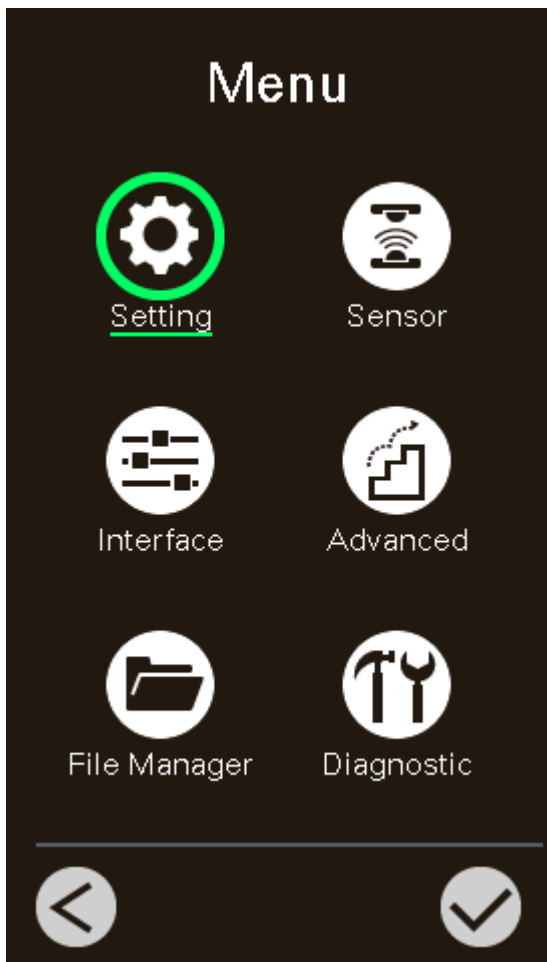 Menu
Setting
Sensor
Interface
Advanced
File Manager
Diagnostic